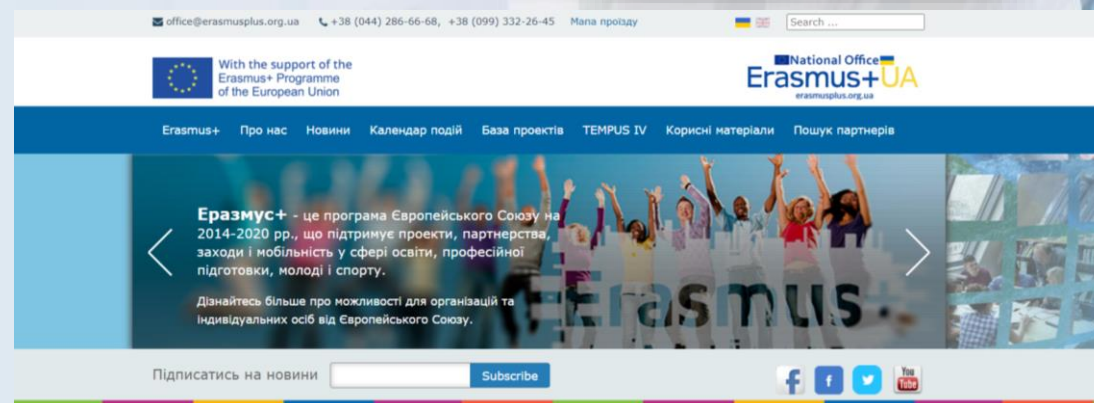 office@erasmusplus.org.ua +38 (044) 286-66-68, +38 (099) 332-26-45 Мапа проїзду Search ...
With the support of the
Erasmus+ Programme
of the European Union
National Office
Erasmus+UA
erasmusplus.org.ua
Erasmus+ Про нас Новини Календар подій База проектів TEMPUS IV Корисні матеріали Пошук партнерів
Еразмус+ - це програма Європейського Союзу на
2014-2020 рр., що підтримує проекти, партнерства,
заходи і мобільність у сфері освіти, професійної
підготовки, молоді і спорту.
Дізнайтесь більше про можливості для організацій та
індивідуальних осіб від Європейського Союзу.
Erasmus+
Підписатись на новини Subscribe
You
Tube